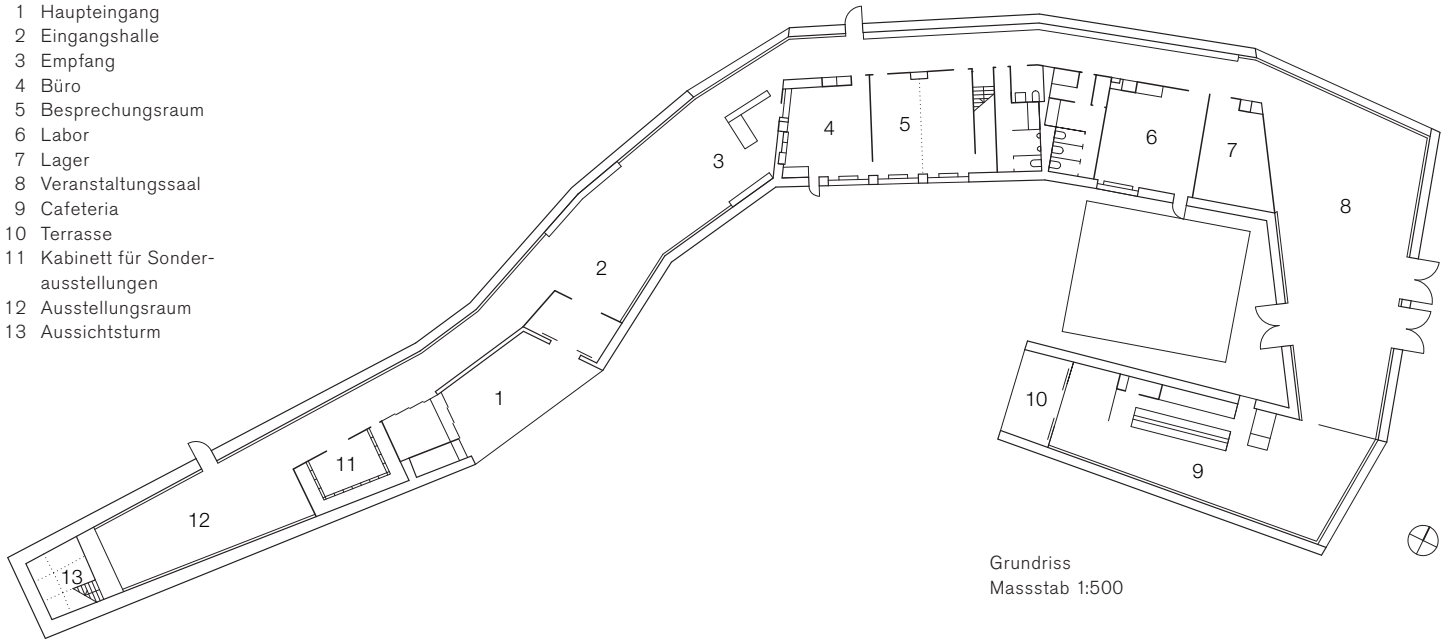 1 Haupteingang
2 Eingangshalle
3 Empfang
4 Büro
5 Besprechungsraum
6 Labor
7 Lager
8 Veranstaltungssaal
9 Cafeteria
10 Terrasse
11 Kabinett für Sonder-
ausstellungen
12 Ausstellungsraum
13 Aussichtsturm
4
5
6
7
3
8
2
10
1
11
9
12
13
Grundriss
Massstab 1:500